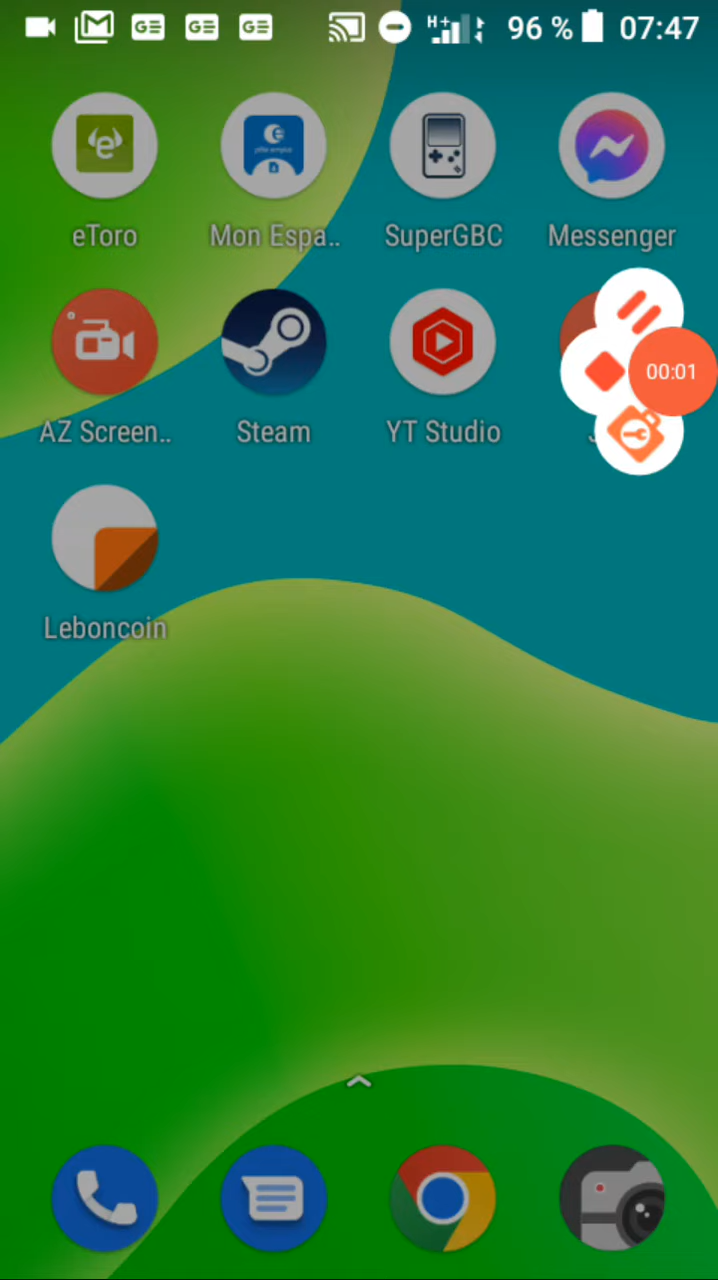 96 % 07:47
eToro Mon Espa.. SuperGBC Messenger
00:01
AZ Screen.. Steam YT Studio
Leboncoin